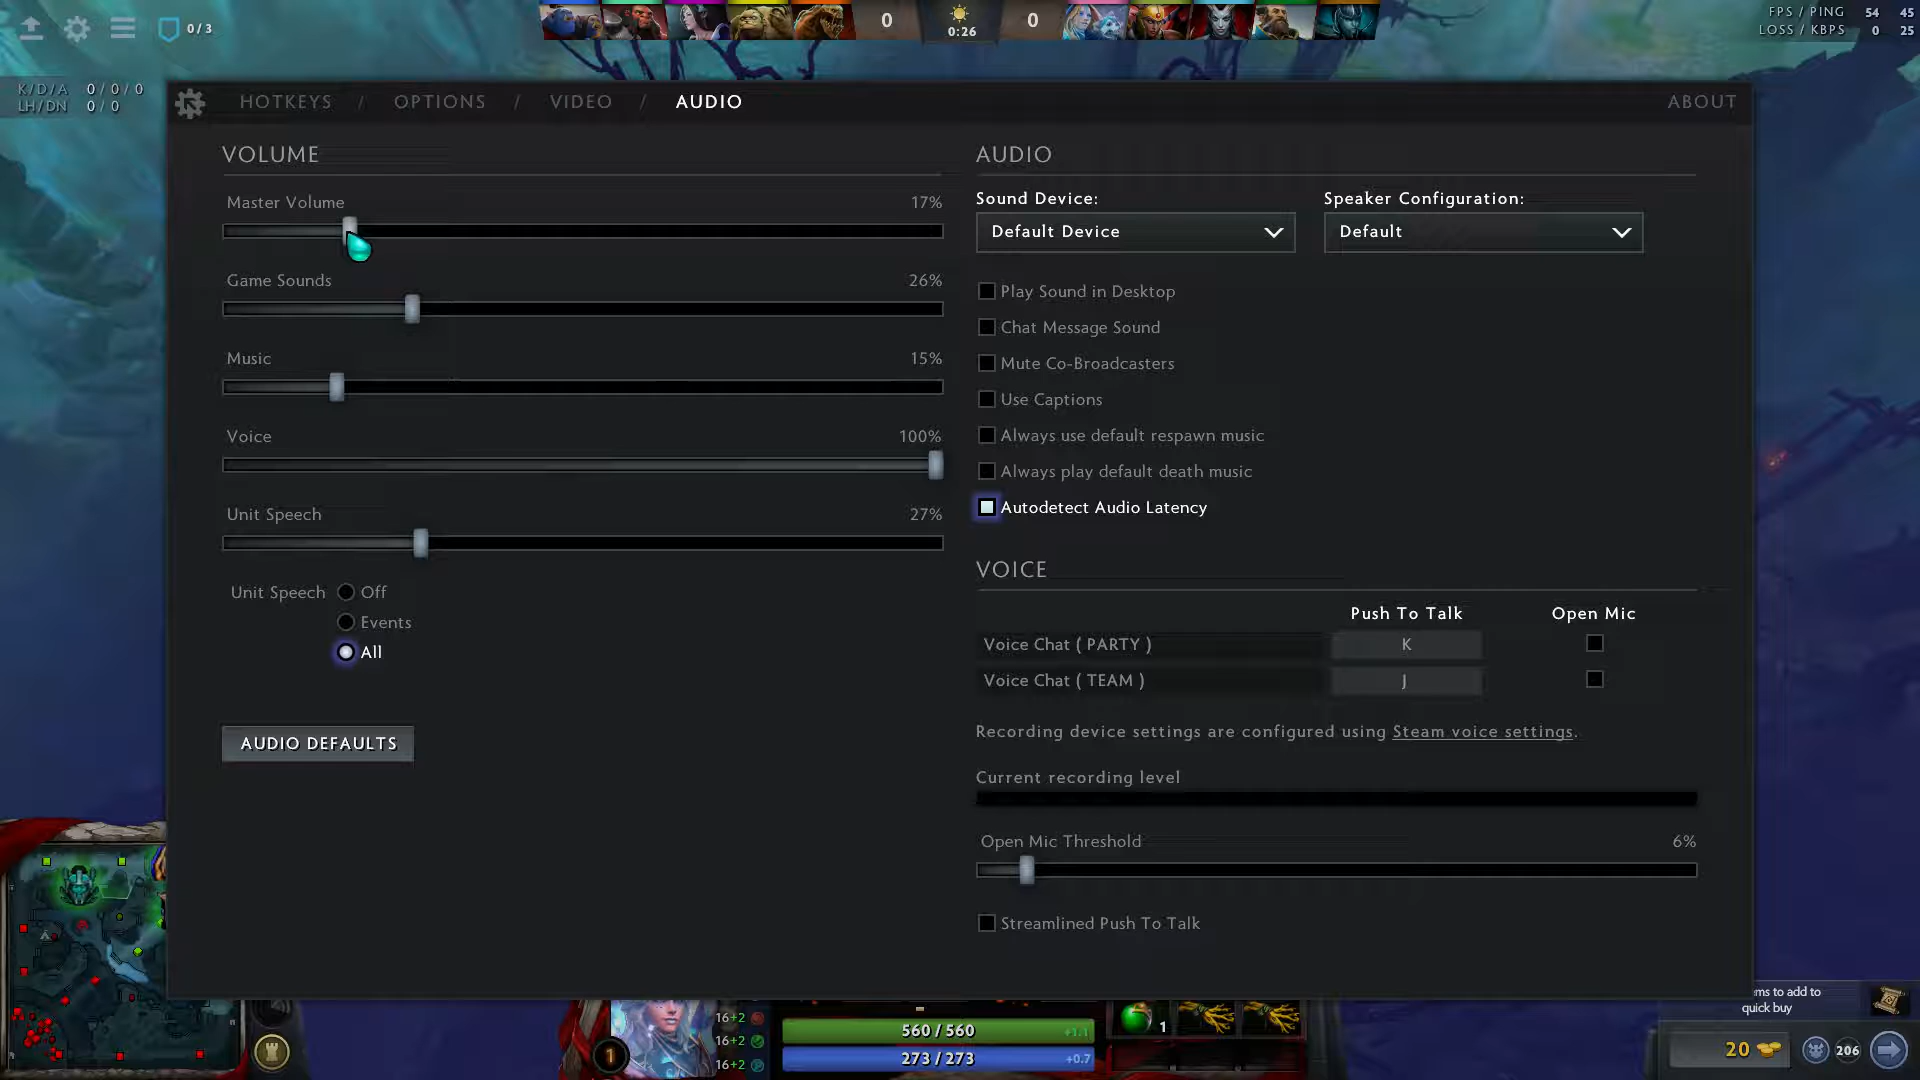 0 / 3
0
0:26
0
FPS / PING 54 45
LOSS / KBPS 0 25
K/D/A 0 / 0 / 0
LH/DN 0 / 0
HOTKEYS / OPTIONS / VIDEO / AUDIO
ABOUT
VOLUME
Master Volume 17%
Game Sounds 26%
Music 15%
Voice 100%
Unit Speech 27%
Unit Speech Off
Events
All
AUDIO DEFAULTS
AUDIO
Sound Device: Speaker Configuration:
Default Device Default
Play Sound in Desktop
Chat Message Sound
Mute Co-Broadcasters
Use Captions
Always use default respawn music
Always play default death music
Autodetect Audio Latency
VOICE
Push To Talk Open Mic
Voice Chat ( PARTY ) K
Voice Chat ( TEAM ) J
Recording device settings are configured using Steam voice settings.
Current recording level
Open Mic Threshold 6%
Streamlined Push To Talk
ems to add to
quick buy
16+2
16+2
16+2
1
560 / 560 +1.1
273 / 273 +0.7
1
20
206